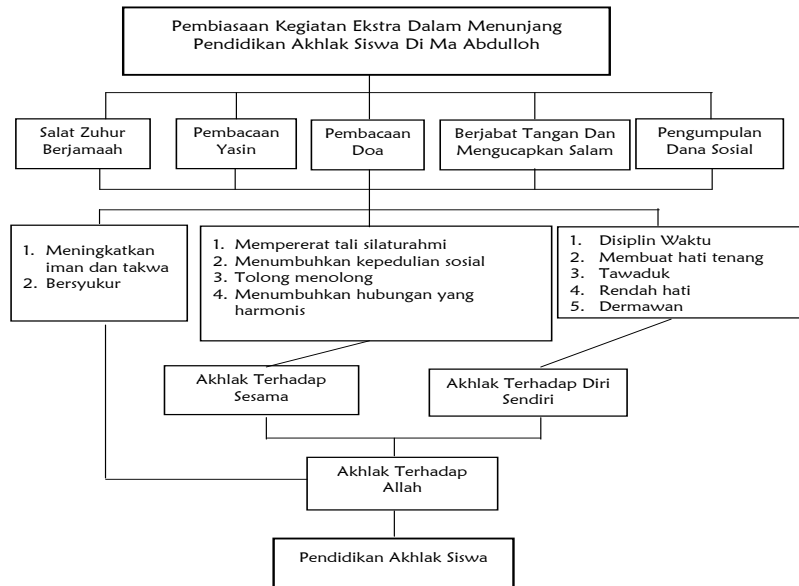 Pembiasaan Kegiatan Ekstra Dalam Menunjang
Pendidikan Akhlak Siswa Di Ma Abdulloh
Salat Zuhur
Berjamaah
Pembacaan
Yasin
Pembacaan
Doa
Berjabat Tangan Dan
Mengucapkan Salam
Pengumpulan
Dana Sosial
1. Meningkatkan
iman dan takwa
2. Bersyukur
1. Mempererat tali silaturahmi
2. Menumbuhkan kepedulian sosial
3. Tolong menolong
4. Menumbuhkan hubungan yang
harmonis
1. Disiplin Waktu
2. Membuat hati tenang
3. Tawaduk
4. Rendah hati
5. Dermawan
Akhlak Terhadap
Sesama
Akhlak Terhadap Diri
Sendiri
Akhlak Terhadap
Allah
Pendidikan Akhlak Siswa